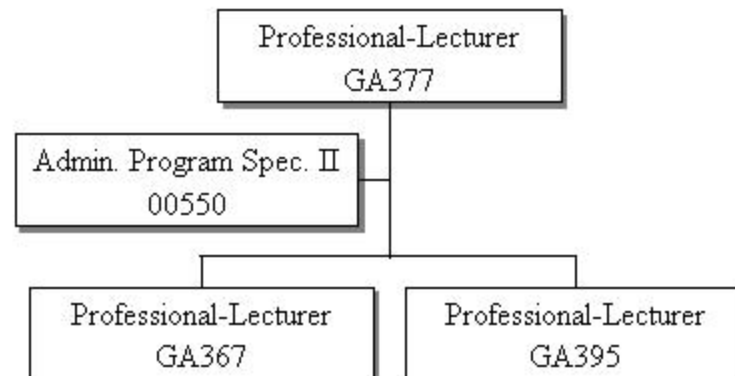 Professional-Lecturer
GA377
Admin. Program Spec. II
00550
Professional-Lecturer
GA367
Professional-Lecturer
GA395